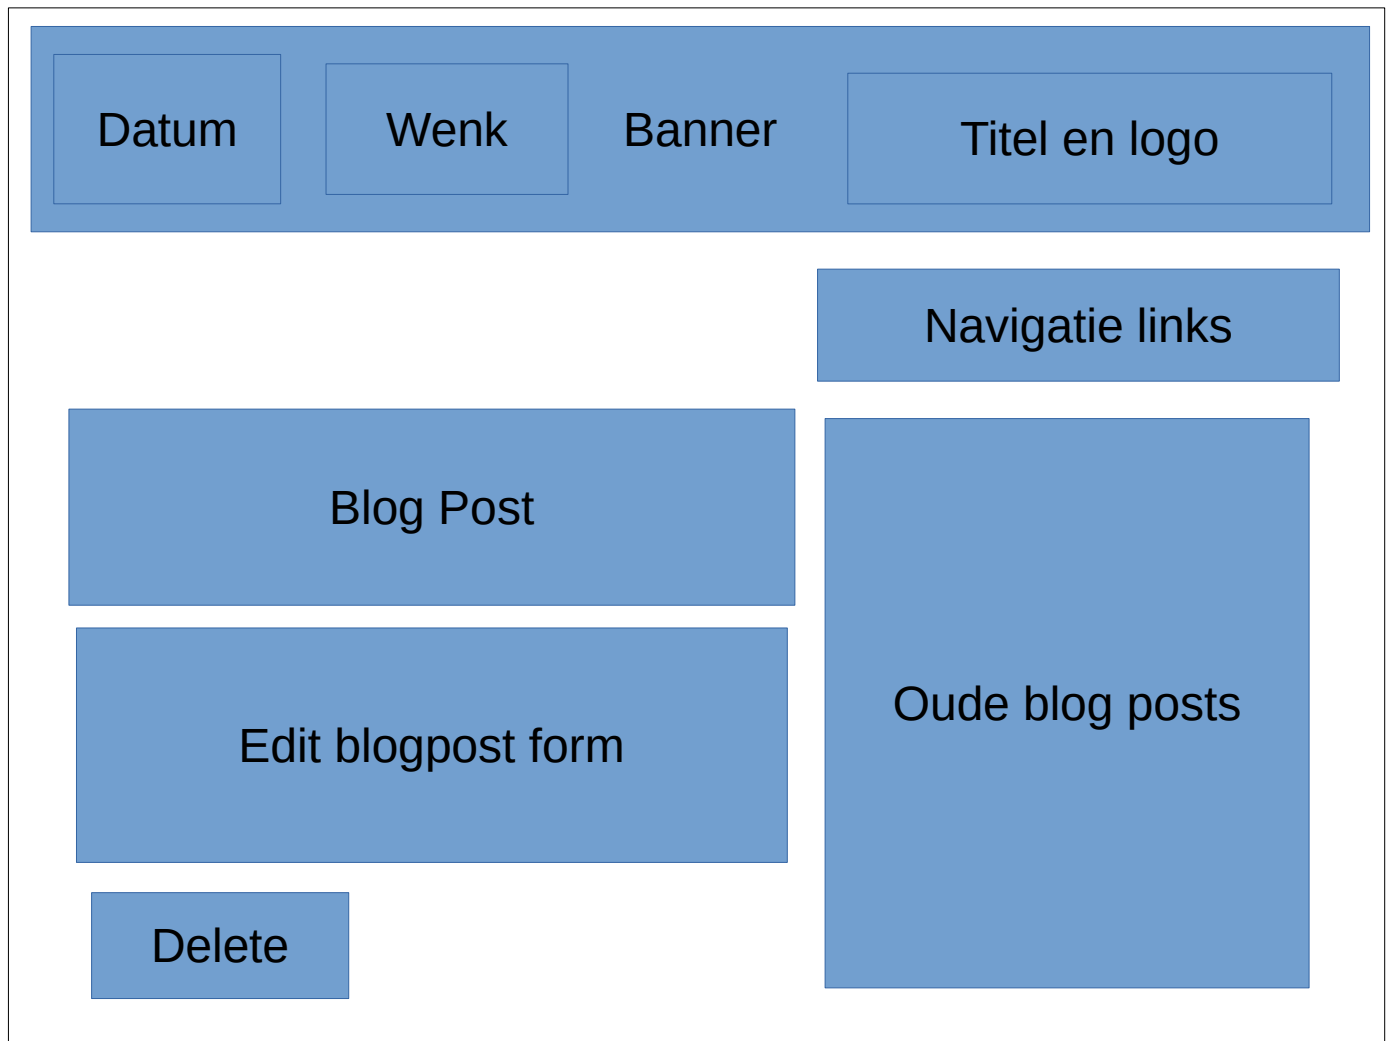 Datum
Wenk
Banner
Titel en logo
Navigatie links
Blog Post
Edit blogpost form
Oude blog posts
Delete